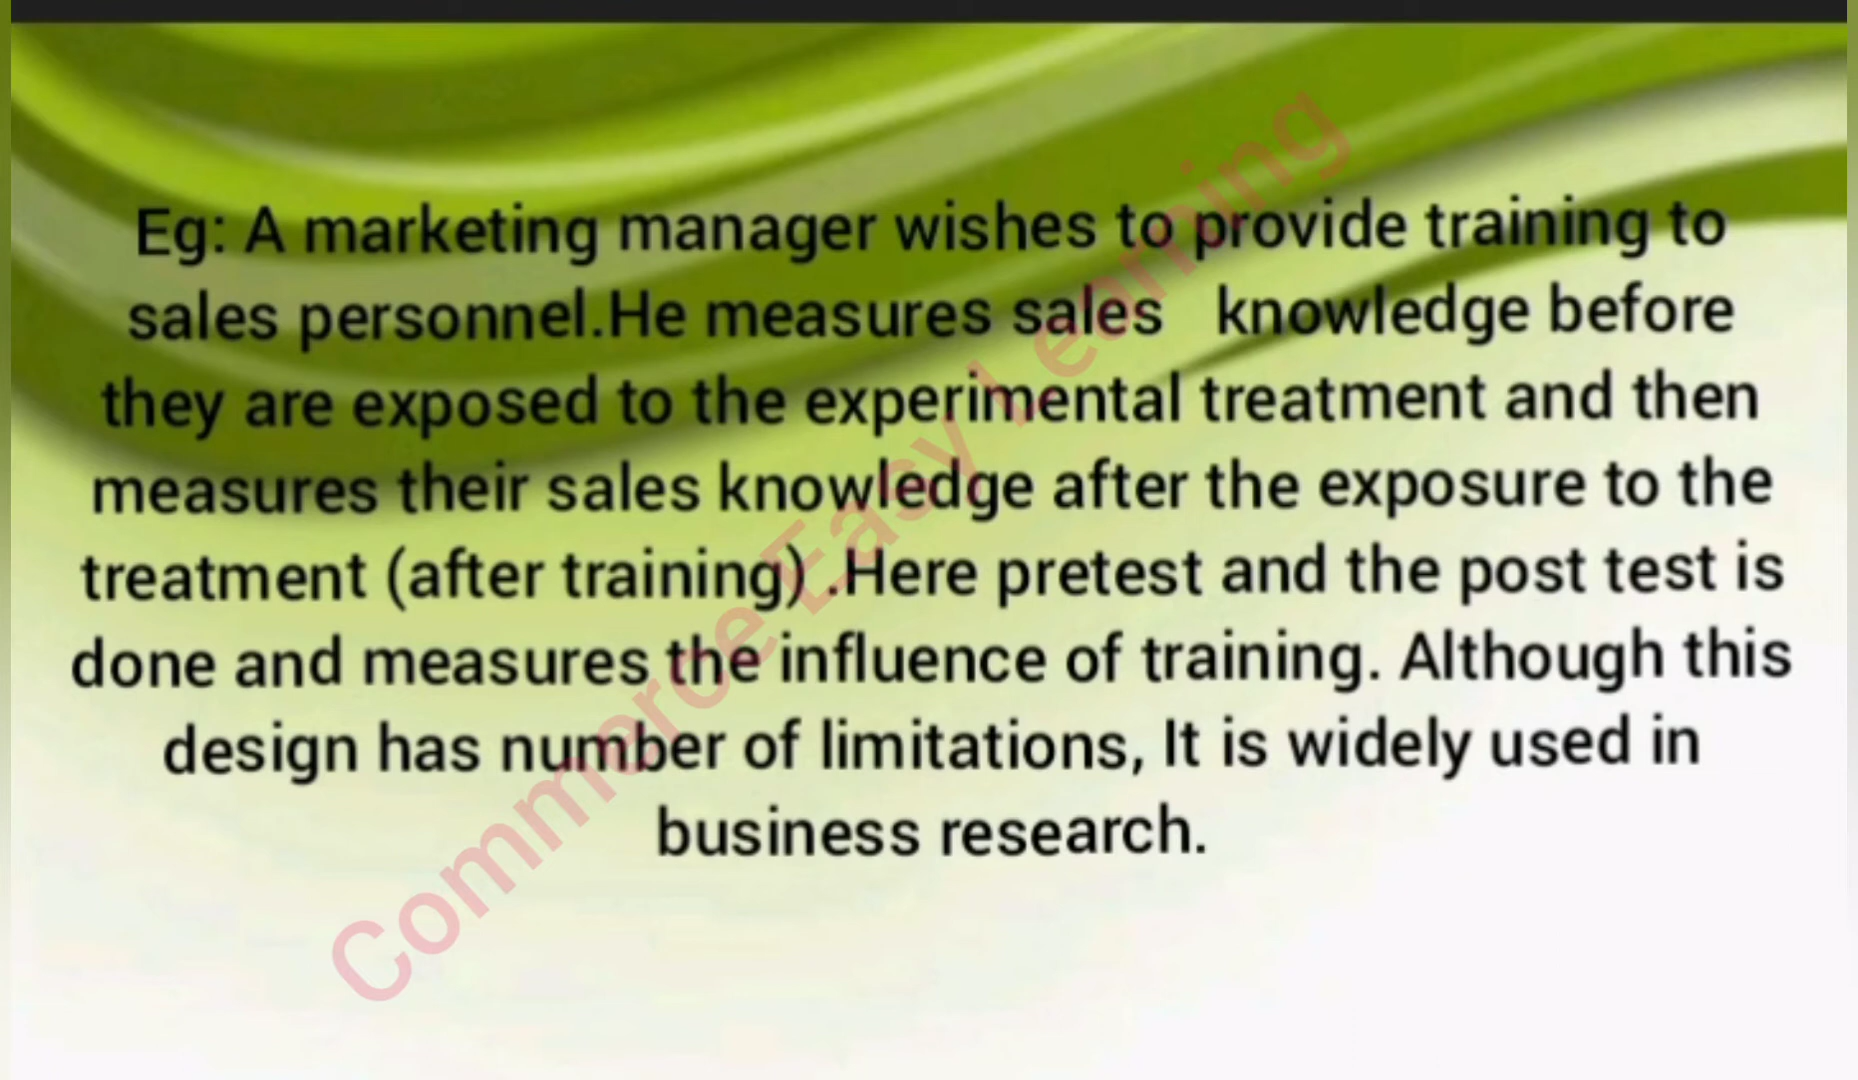 Eg: A marketing manager wishes to provide training to
sales personnel.He measures sales knowledge before
they are exposed to the experimental treatment and then
measures their sales knowledge after the exposure to the
treatment (after training).Here pretest and the post test is
done and measures the influence of training. Although this
design has number of limitations, It is widely used in
business research.
Commerce Easy Learning